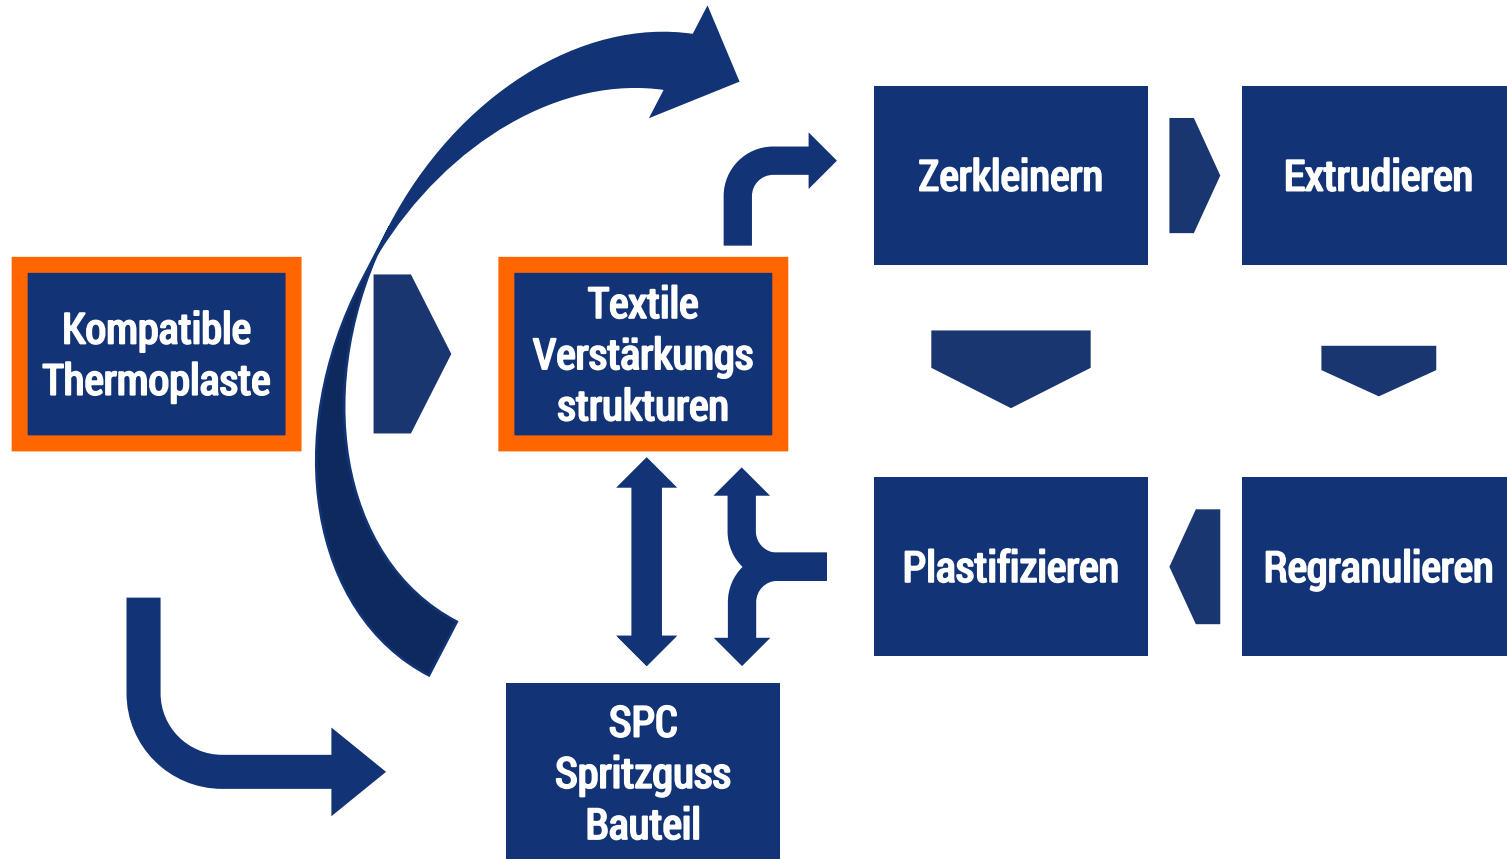 Kompatible
Thermoplaste
Textile
Verstärkungs
strukturen
SPC
Spritzguss
Bauteil
Zerkleinern
Extrudieren
Plastifizieren
Regranulieren